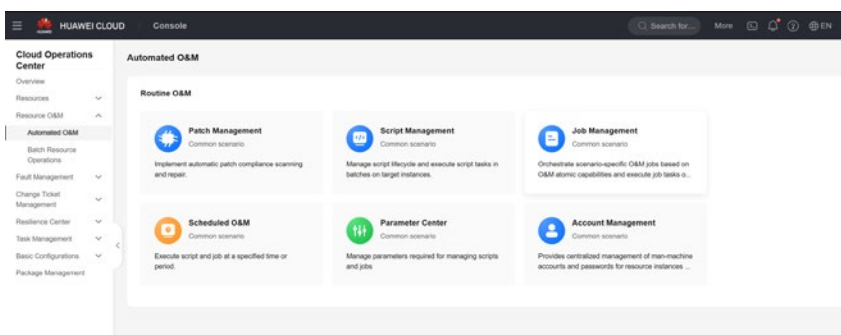 HUAWEI CLOUD
Console
Search for...
More
EN
Cloud Operations
Center
Overview
Resources
Resource O&M
Automated O&M
Batch Resource
Operations
Fault Management
Change Ticket
Management
Resilience Center
Task Management
Basic Configurations
Package Management
Automated O&M
Routine O&M
Patch Management
Common scenario
Implement automatic patch compliance scanning
and repair.
Script Management
Common scenario
Manage script lifecycle and execute script tasks in
batches on target instances.
Job Management
Common scenario
Orchestrate scenario-specific O&M jobs based on
O&M atomic capabilities and execute job tasks o...
Scheduled O&M
Common scenario
Execute script and job at a specified time or
period.
Parameter Center
Common scenario
Manage parameters required for managing scripts
and jobs
Account Management
Common scenario
Provides centralized management of man-machine
accounts and passwords for resource instances ...